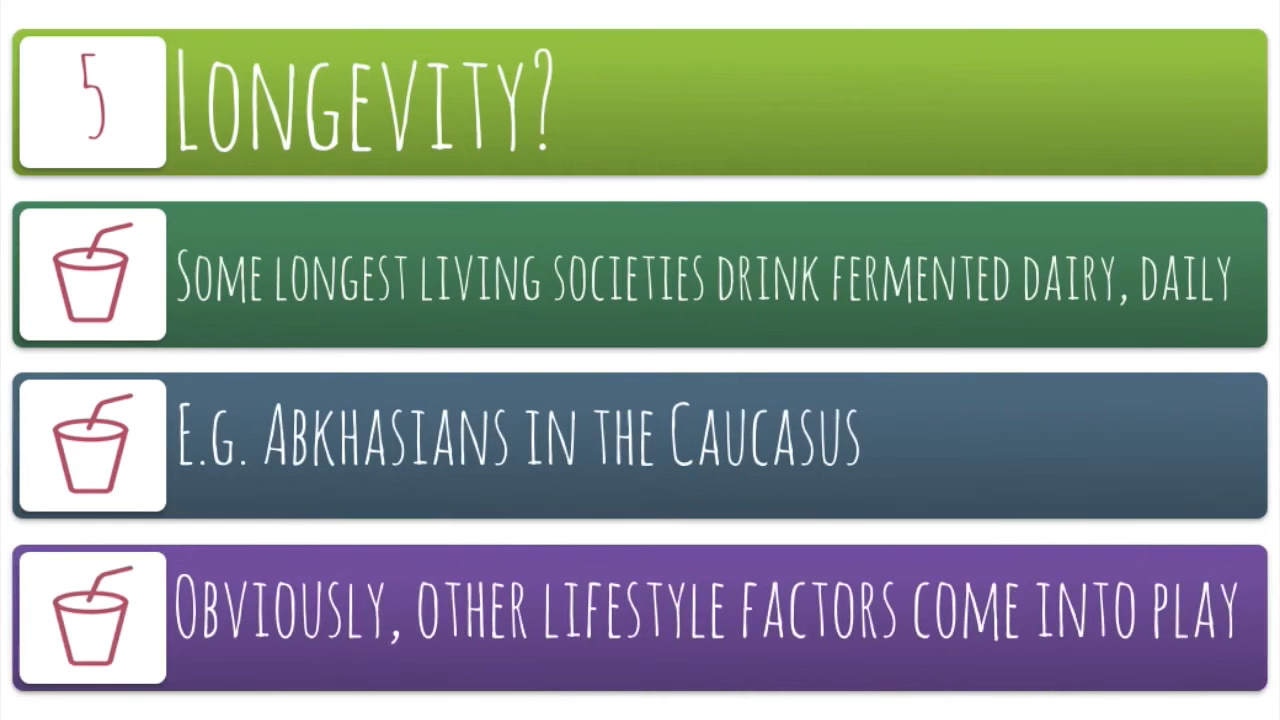 5 Longevity?
Some longest living societies drink fermented dairy, daily
E.g. Abkhasians in the Caucasus
Obviously, other lifestyle factors come into play